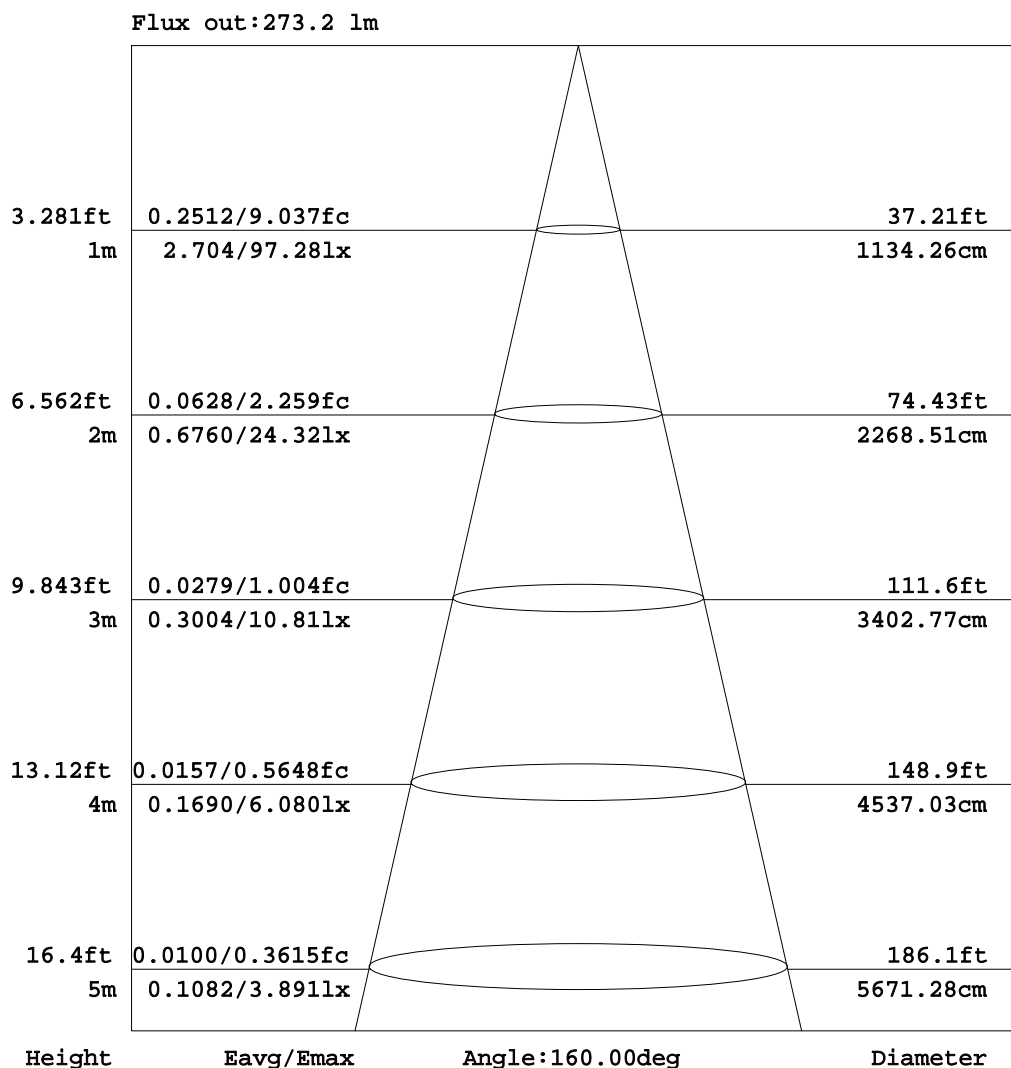 Flux out:273.2 lm
3.281ft 0.2512/9.037fc 37.21ft
1m 2.704/97.28lx 1134.26cm
6.562ft 0.0628/2.259fc 74.43ft
2m 0.6760/24.32lx 2268.51cm
9.843ft 0.0279/1.004fc 111.6ft
3m 0.3004/10.81lx 3402.77cm
13.12ft 0.0157/0.5648fc 148.9ft
4m 0.1690/6.080lx 4537.03cm
16.4ft 0.0100/0.3615fc 186.1ft
5m 0.1082/3.891lx 5671.28cm
Height Eavg/Emax Angle:160.00deg Diameter